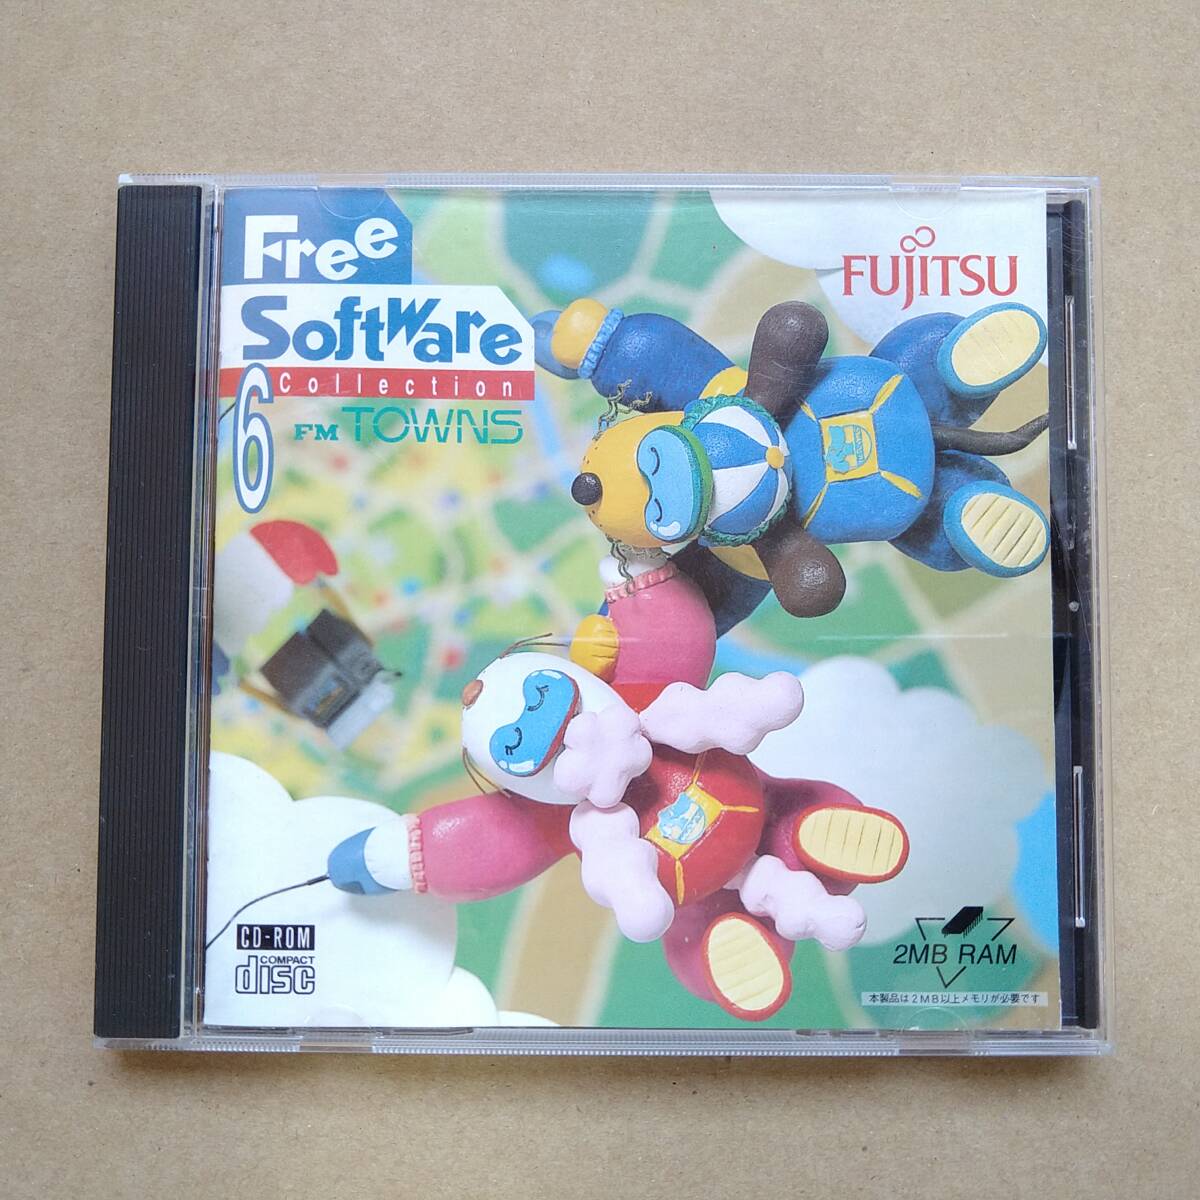 Free
Software
Collection
6
FM TOWNS
FUJITSU
CD-ROM
COMPACT
disc
2MB RAM
本製品は2MB以上メモリが必要です